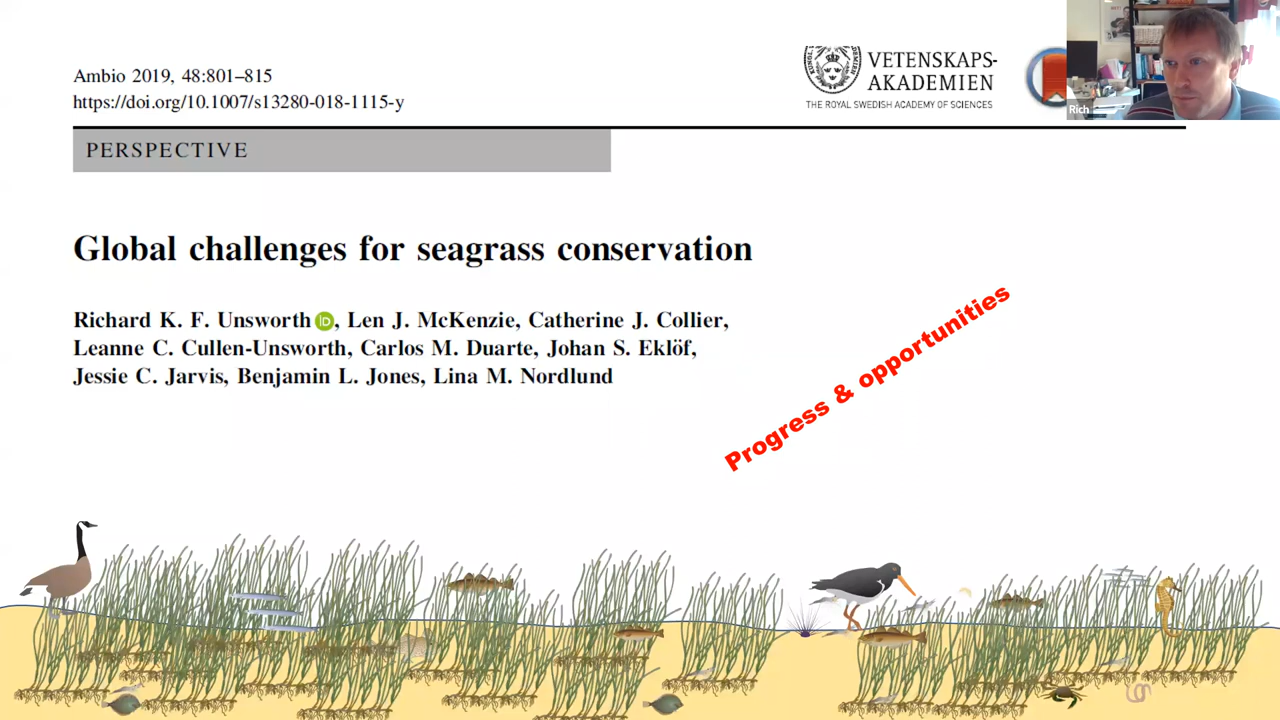 Ambio 2019, 48:801–815
https://doi.org/10.1007/s13280-018-1115-y
VETENSKAPS-
AKADEMIEN
THE ROYAL SWEDISH ACADEMY OF SCIENCES
Rich
PERSPECTIVE
Global challenges for seagrass conservation
Richard K. F. Unsworth iD, Len J. McKenzie, Catherine J. Collier,
Leanne C. Cullen-Unsworth, Carlos M. Duarte, Johan S. Eklöf,
Jessie C. Jarvis, Benjamin L. Jones, Lina M. Nordlund
Progress & opportunities